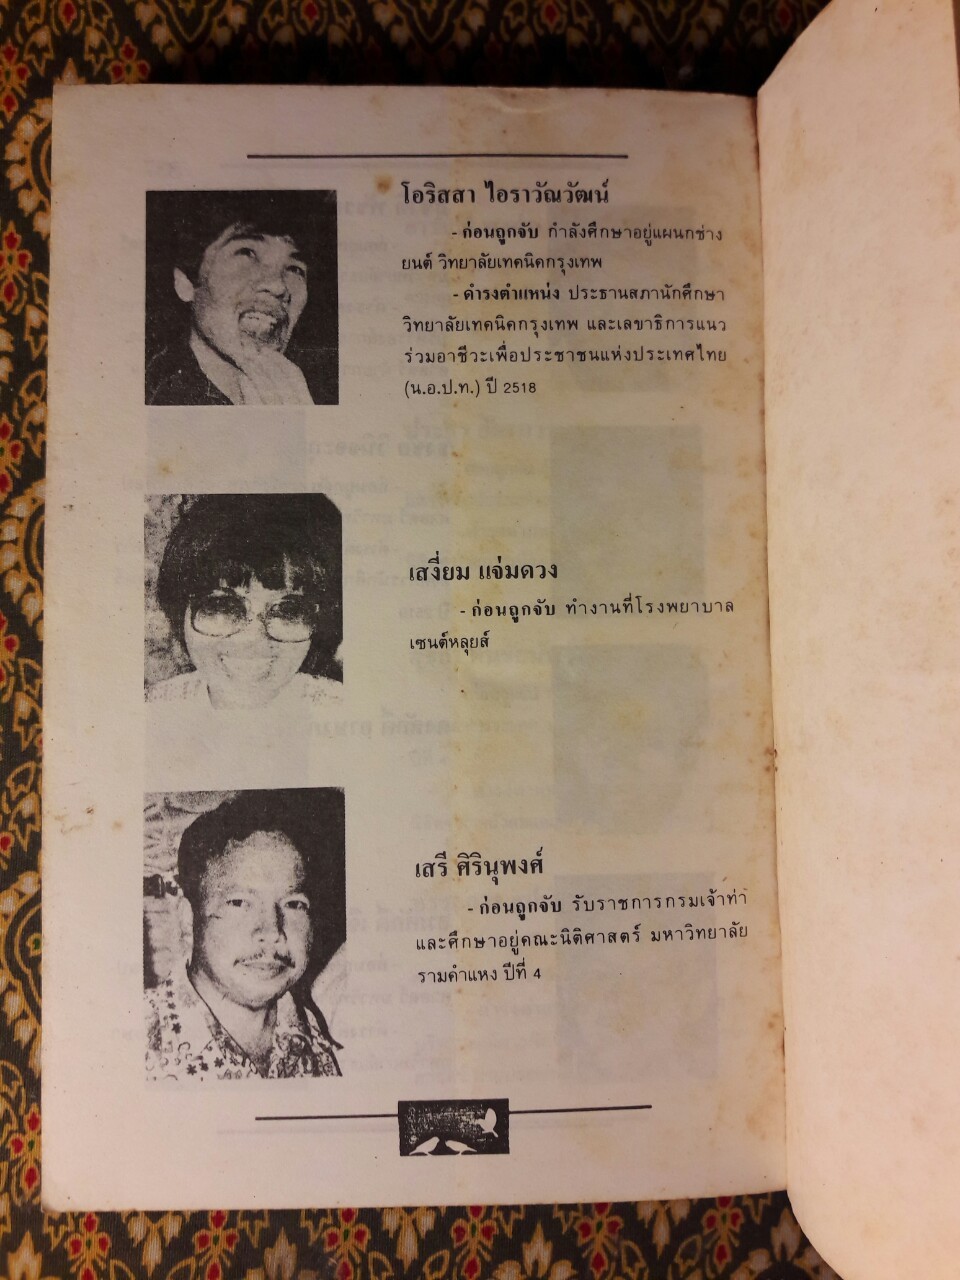 โอริสสา ไอราวัณวัฒน์
- ก่อนถูกจับ กำลังศึกษาอยู่แผนกช่าง
ยนต์ วิทยาลัยเทคนิคกรุงเทพ
- ดำรงตำแหน่ง ประธานสภานักศึกษา
วิทยาลัยเทคนิคกรุงเทพ และเลขาธิการแนว
ร่วมอาชีวะเพื่อประชาชนแห่งประเทศไทย
(น.อ.ป.ท.) ปี 2518
เสงี่ยม แจ่มดวง
- ก่อนถูกจับ ทำงานที่โรงพยาบาล
เซนต์หลุยส์
เสรี ศิรินุพงศ์
- ก่อนถูกจับ รับราชการกรมเจ้าท่า
และศึกษาอยู่คณะนิติศาสตร์ มหาวิทยาลัย
รามคำแหง ปีที่ 4